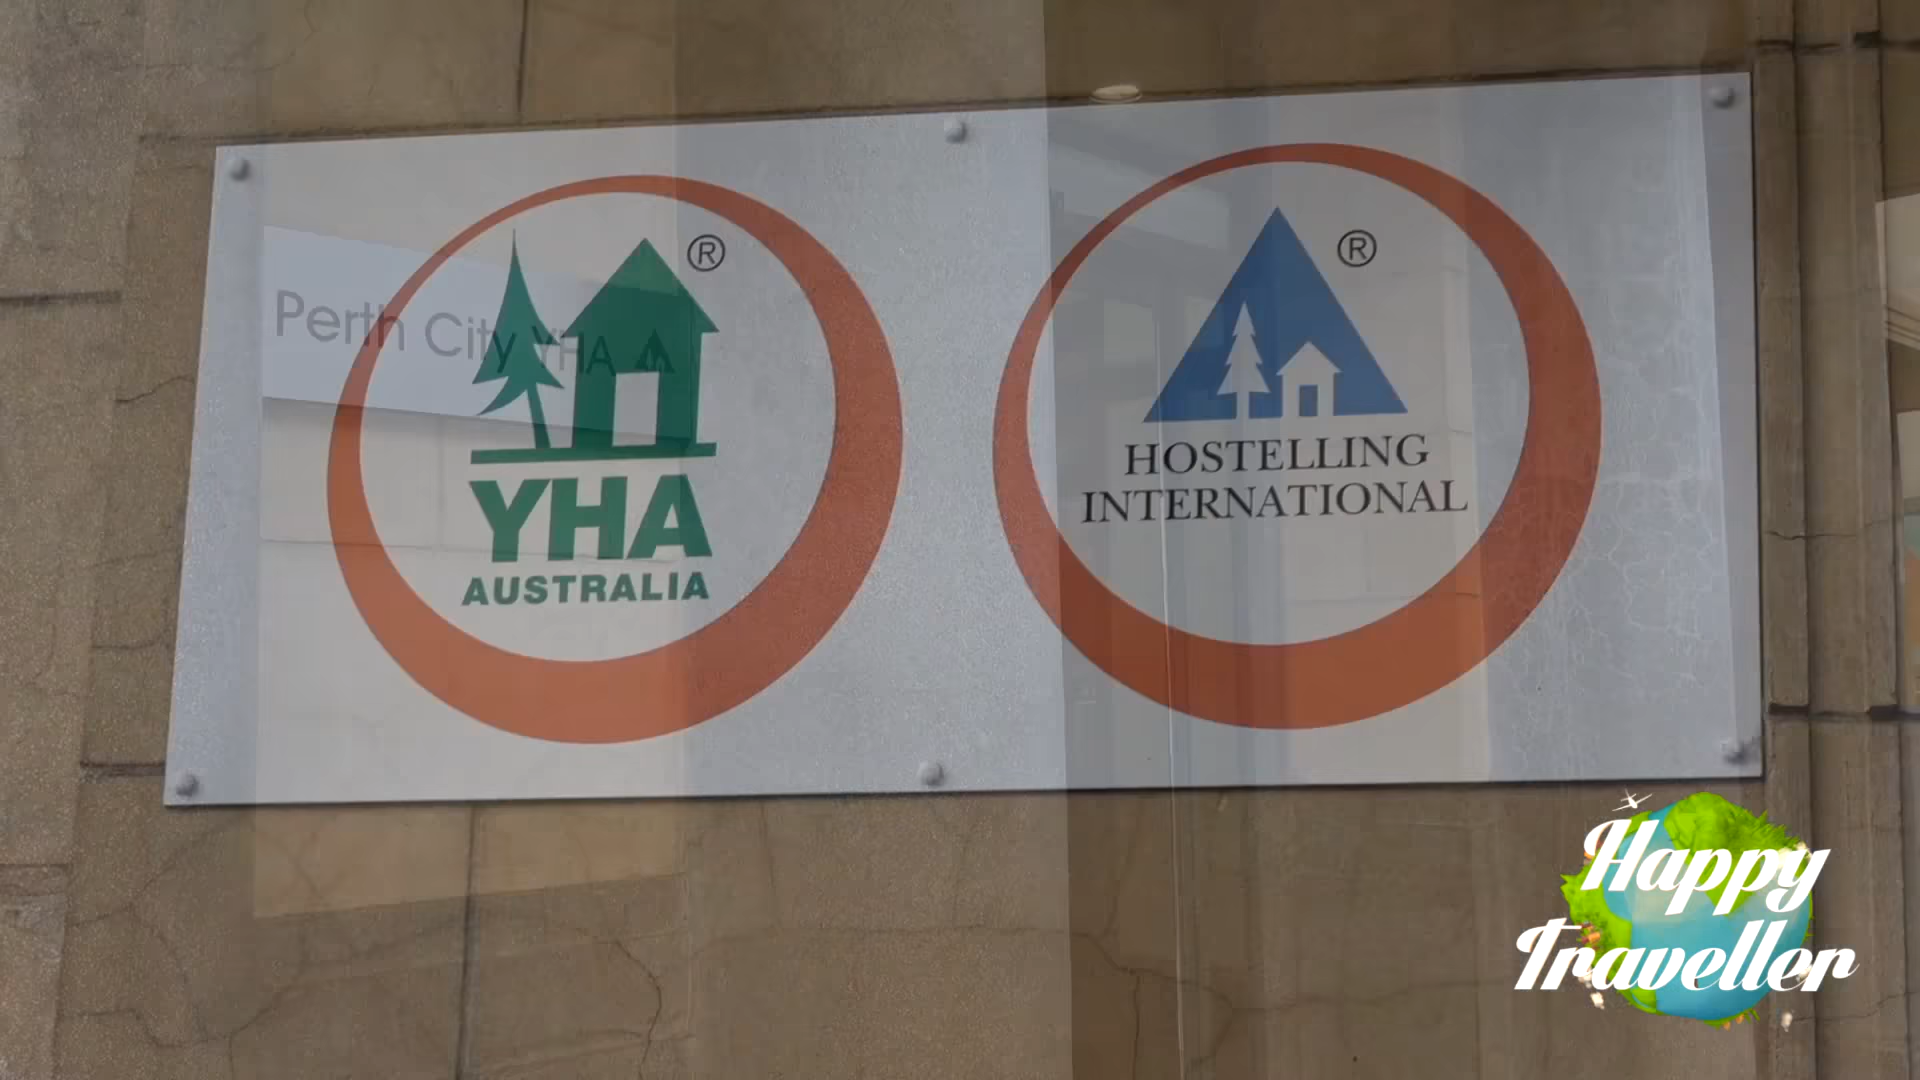 Perth City YHA
®
YHA
AUSTRALIA
®
HOSTELLING
INTERNATIONAL
Happy
Traveller